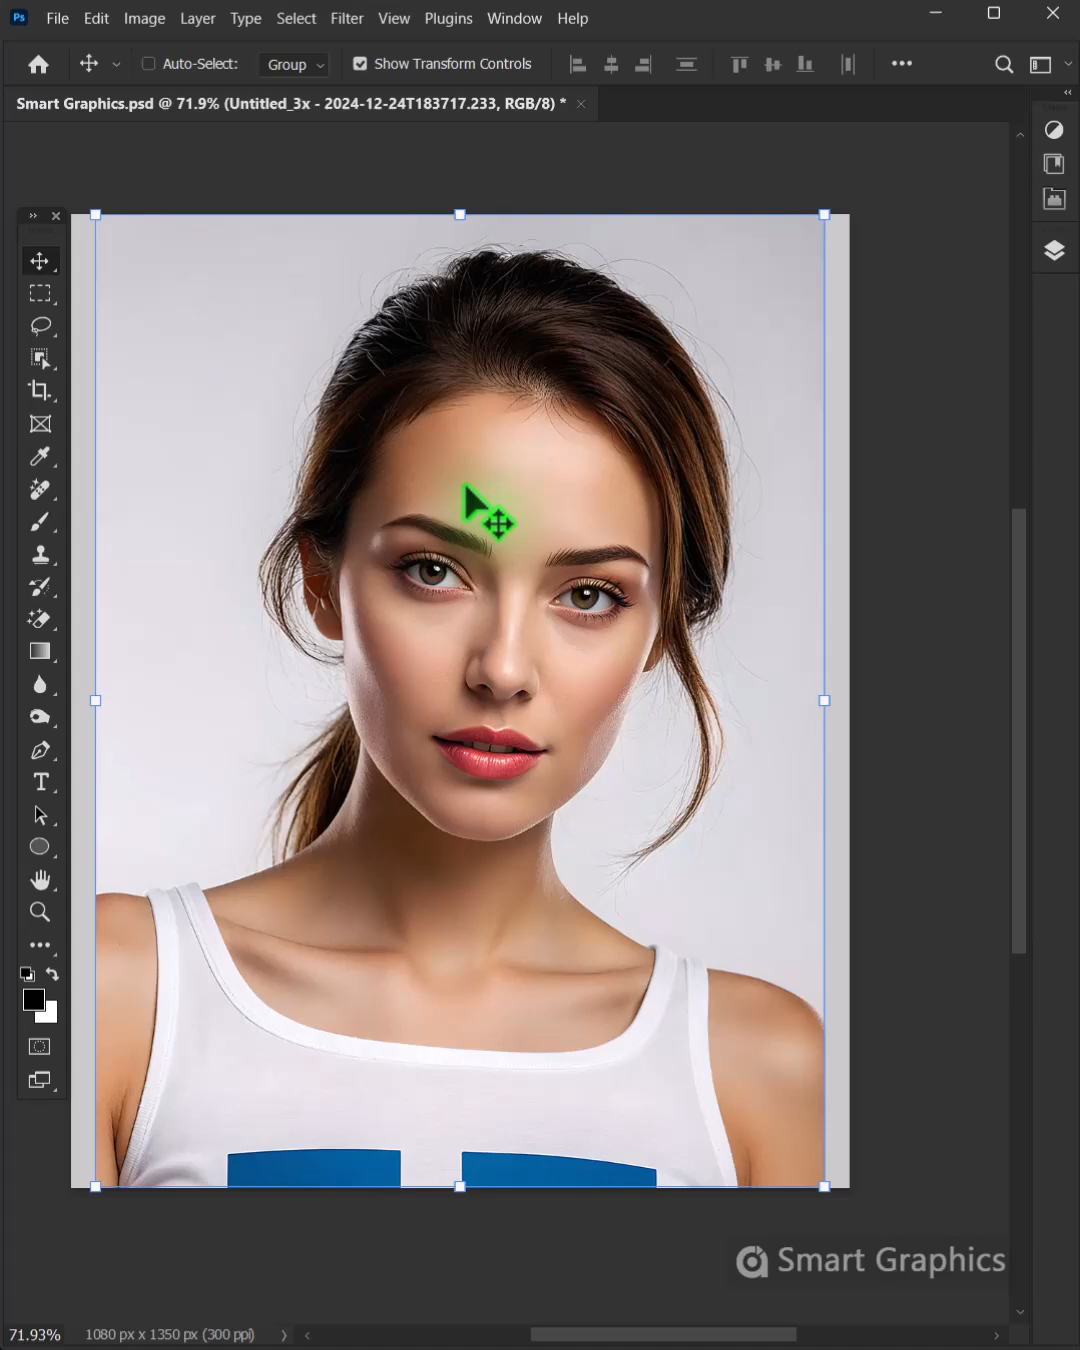 Ps File Edit Image Layer Type Select Filter View Plugins Window Help
Auto-Select: Group Show Transform Controls
Smart Graphics.psd @ 71.9% (Untitled_3x - 2024-12-24T183717.233, RGB/8) *
T
Smart Graphics
71.93% 1080 px x 1350 px (300 ppi)